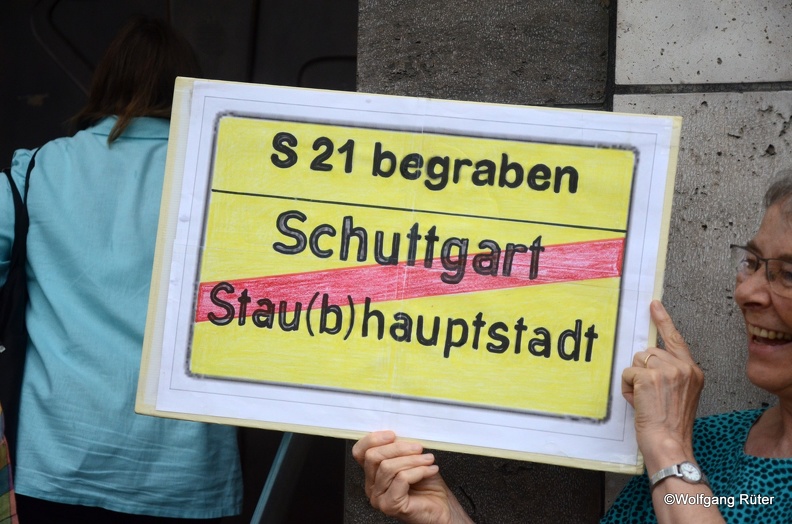 S 21 begraben
Schuttgart
Stau(b)hauptstadt
©Wolfgang Rüter